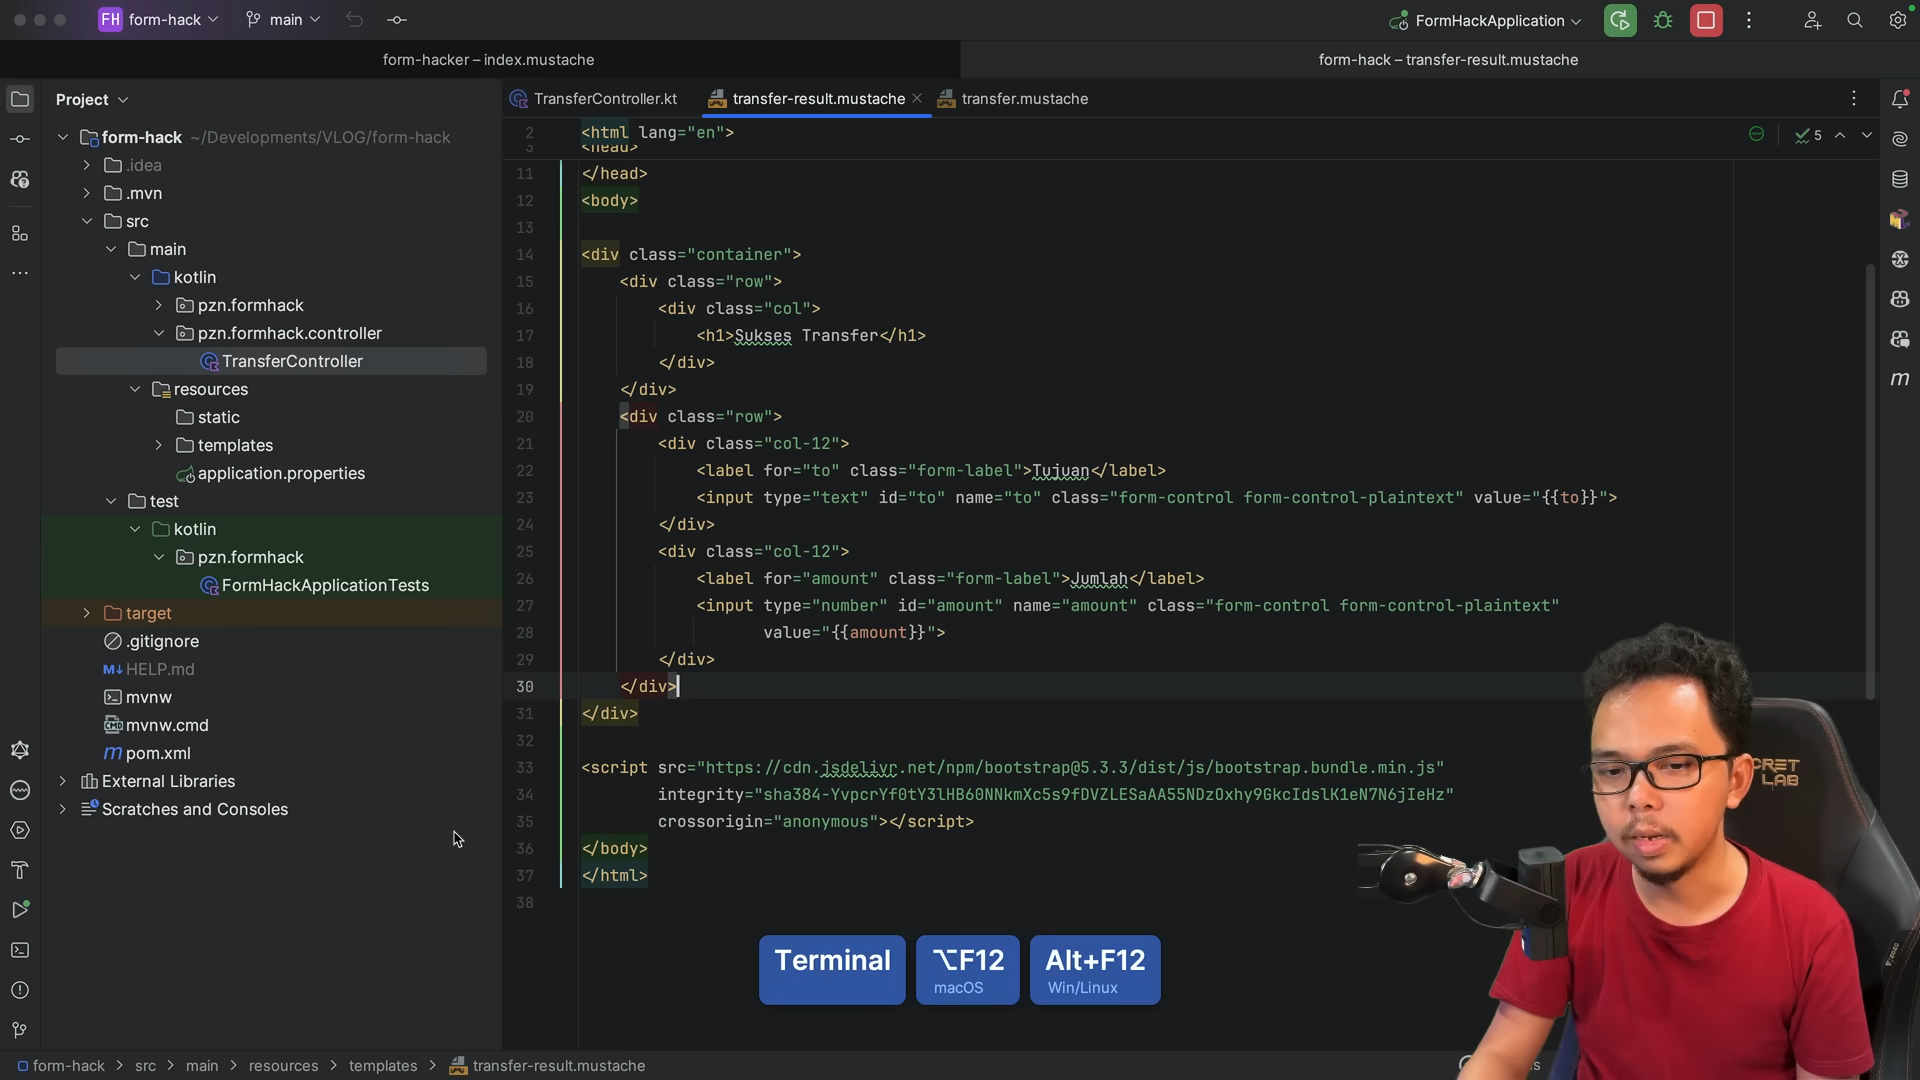 FH form-hack
main
FormHackApplication
form-hacker – index.mustache
form-hack – transfer-result.mustache
Project
TransferController.kt
transfer-result.mustache
transfer.mustache
form-hack ~/Developments/VLOG/form-hack
.idea
.mvn
src
main
kotlin
pzn.formhack
pzn.formhack.controller
TransferController
resources
static
templates
application.properties
test
kotlin
pzn.formhack
FormHackApplicationTests
target
.gitignore
M↓ HELP.md
mvnw
CMD mvnw.cmd
m pom.xml
External Libraries
Scratches and Consoles
5
m
2 <html lang="en">
3 <head>
11 </head>
12 <body>
13
14 <div class="container">
15 <div class="row">
16 <div class="col">
17 <h1>Sukses Transfer</h1>
18 </div>
19 </div>
20 <div class="row">
21 <div class="col-12">
22 <label for="to" class="form-label">Tujuan</label>
23 <input type="text" id="to" name="to" class="form-control form-control-plaintext" value="{{to}}">
24 </div>
25 <div class="col-12">
26 <label for="amount" class="form-label">Jumlah</label>
27 <input type="number" id="amount" name="amount" class="form-control form-control-plaintext"
28 value="{{amount}}">
29 </div>
30 </div>
31 </div>
32
33 <script src="https://cdn.jsdelivr.net/npm/bootstrap@5.3.3/dist/js/bootstrap.bundle.min.js"
34 integrity="sha384-YvpcrYf0tY3lHB60NNkmXc5s9fDVZLESaAA55NDzOxhy9GkcIdslK1eN7N6jIeHz"
35 crossorigin="anonymous"></script>
36 </body>
37 </html>
38
Terminal
⌥F12
macOS
Alt+F12
Win/Linux
form-hack > src > main > resources > templates > transfer-result.mustache